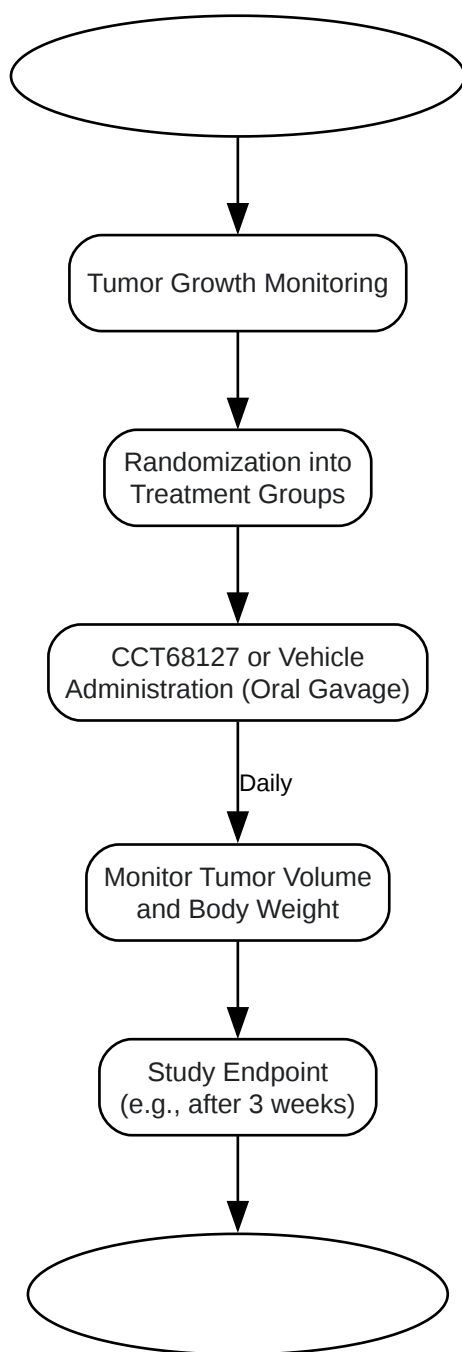 Tumor Growth Monitoring
Randomization into
Treatment Groups
CCT68127 or Vehicle
Administration (Oral Gavage)
Daily
Monitor Tumor Volume
and Body Weight
Study Endpoint
(e.g., after 3 weeks)